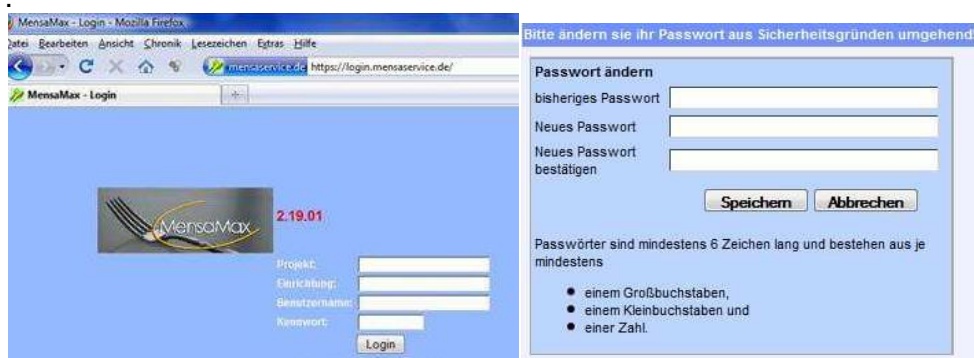 MensaMax - Login - Mozilla Firefox
Datei Bearbeiten Ansicht Chronik Lesezeichen Extras Hilfe
mensaservice.de https://login.mensaservice.de/
MensaMax - Login
MensaMax
2.19.01
Projekt:
Einrichtung:
Benutzername:
Kennwort:
Login
Bitte ändern sie ihr Passwort aus Sicherheitsgründen umgehend!
Passwort ändern
bisheriges Passwort
Neues Passwort
Neues Passwort
bestätigen
Speichern Abbrechen
Passwörter sind mindestens 6 Zeichen lang und bestehen aus je
mindestens
einem Großbuchstaben,
einem Kleinbuchstaben und
einer Zahl.